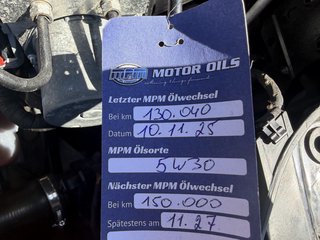 MPM MOTOR OILS
Letzter MPM Ölwechsel
Bei km 130.040
Datum 10.11.25
MPM Ölsorte
5W30
Nächster MPM Ölwechsel
Bei km 150.000
Spätestens am 11.27